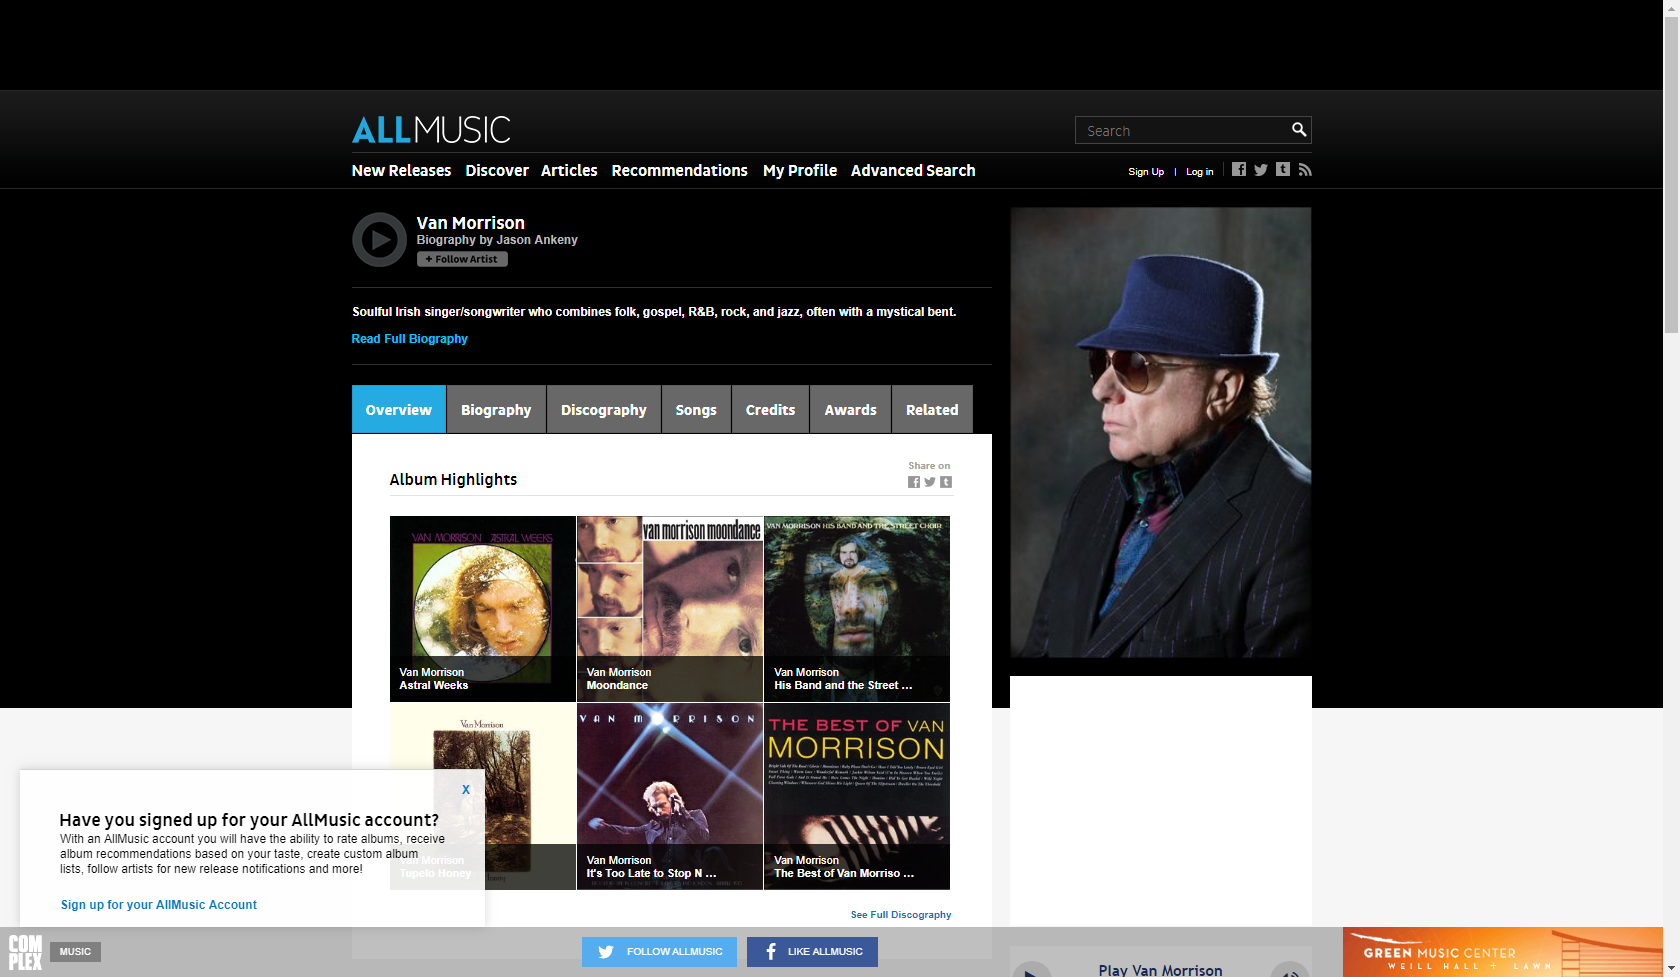 ALLMUSIC
Search
New Releases Discover Articles Recommendations My Profile Advanced Search
Sign Up | Log in
Van Morrison
Biography by Jason Ankeny
+ Follow Artist
Soulful Irish singer/songwriter who combines folk, gospel, R&B, rock, and jazz, often with a mystical bent.
Read Full Biography
Overview Biography Discography Songs Credits Awards Related
Share on
Album Highlights
VAN MORRISON ASTRAL WEEKS
van morrison moondance
VAN MORRISON HIS BAND AND THE STREET CHOIR
Van Morrison
Astral Weeks
Van Morrison
Moondance
Van Morrison
His Band and the Street ...
Van Morrison
VAN MORRISON
THE BEST OF VAN
MORRISON
Van Morrison
Tupelo Honey
Van Morrison
It's Too Late to Stop N ...
Van Morrison
The Best of Van Morriso ...
See Full Discography
X
Have you signed up for your AllMusic account?
With an AllMusic account you will have the ability to rate albums, receive
album recommendations based on your taste, create custom album
lists, follow artists for new release notifications and more!
Sign up for your AllMusic Account
COM
PLEX
MUSIC
FOLLOW ALLMUSIC
LIKE ALLMUSIC
Play Van Morrison
GREEN MUSIC CENTER
WEILL HALL + LAWN